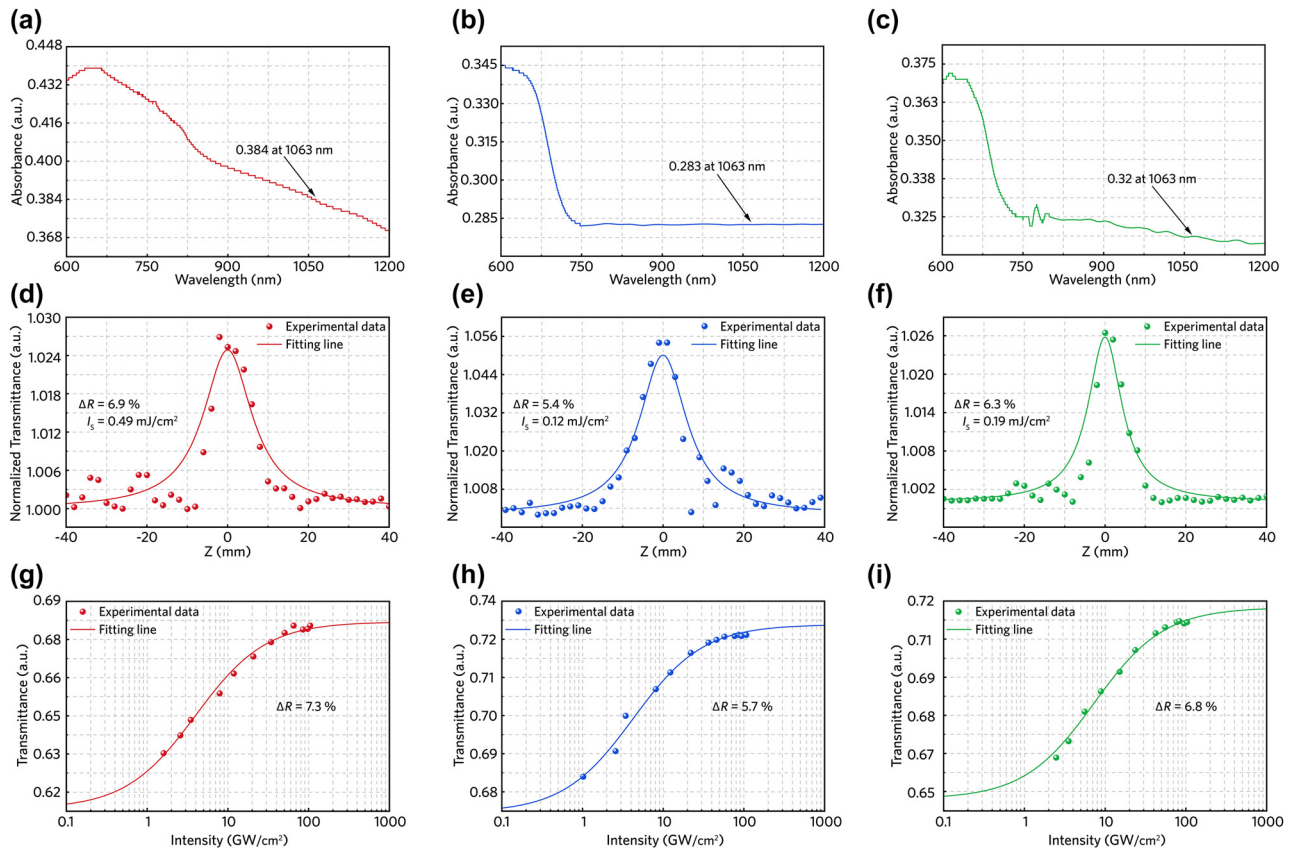 (a)
0.448
0.432
0.416
0.400
0.384
0.368
Absorbance (a.u.)
0.384 at 1063 nm
600 750 900 1050 1200
Wavelength (nm)
(b)
0.345
0.330
0.315
0.300
0.285
Absorbance (a.u.)
0.283 at 1063 nm
600 750 900 1050 1200
Wavelength (nm)
(c)
0.375
0.363
0.350
0.338
0.325
Absorbance (a.u.)
0.32 at 1063 nm
600 750 900 1050 1200
Wavelength (nm)
(d)
1.030
1.024
1.018
1.012
1.006
1.000
Normalized Transmittance (a.u.)
Experimental data
Fitting line
ΔR = 6.9 %
Is = 0.49 mJ/cm²
-40 -20 0 20 40
Z (mm)
(e)
1.056
1.044
1.032
1.020
1.008
Normalized Transmittance (a.u.)
Experimental data
Fitting line
ΔR = 5.4 %
Is = 0.12 mJ/cm²
-40 -20 0 20 40
Z (mm)
(f)
1.026
1.020
1.014
1.008
1.002
Normalized Transmittance (a.u.)
Experimental data
Fitting line
ΔR = 6.3 %
Is = 0.19 mJ/cm²
-40 -20 0 20 40
Z (mm)
(g)
0.69
0.68
0.66
0.65
0.63
0.62
Transmittance (a.u.)
Experimental data
Fitting line
ΔR = 7.3 %
0.1 1 10 100 1000
Intensity (GW/cm²)
(h)
0.74
0.72
0.71
0.70
0.69
0.68
Transmittance (a.u.)
Experimental data
Fitting line
ΔR = 5.7 %
0.1 1 10 100 1000
Intensity (GW/cm²)
(i)
0.72
0.71
0.69
0.68
0.67
0.65
Transmittance (a.u.)
Experimental data
Fitting line
ΔR = 6.8 %
0.1 1 10 100 1000
Intensity (GW/cm²)